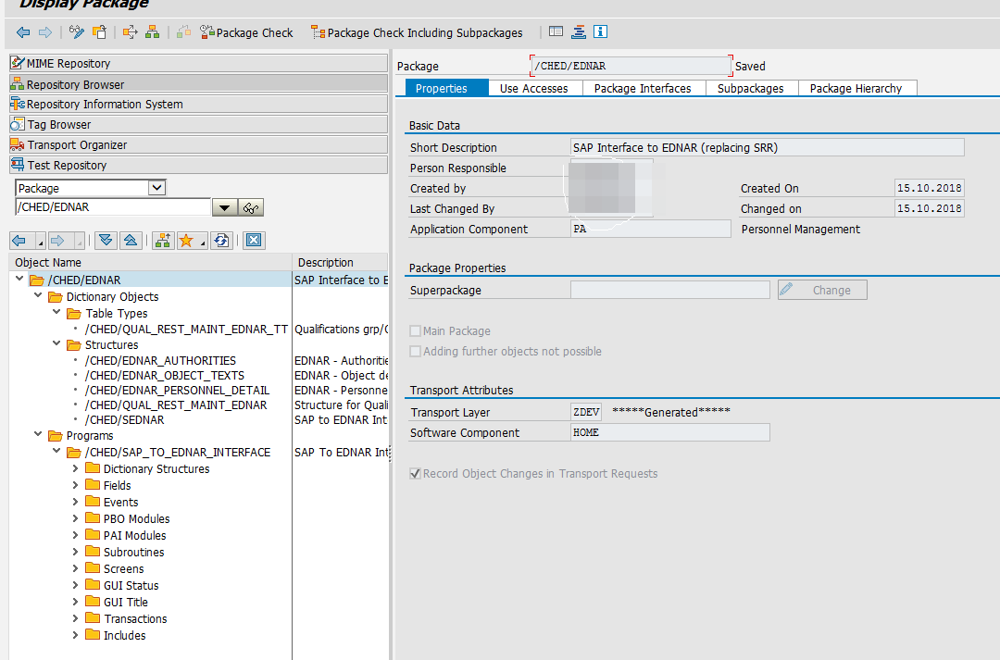 Display Package
Package Check
Package Check Including Subpackages
MIME Repository
Repository Browser
Repository Information System
Tag Browser
Transport Organizer
Test Repository
Package
/CHED/EDNAR
Object Name Description
/CHED/EDNAR SAP Interface to E
Dictionary Objects
Table Types
/CHED/QUAL_REST_MAINT_EDNAR_TT Qualifications grp/C
Structures
/CHED/EDNAR_AUTHORITIES EDNAR - Authoritie
/CHED/EDNAR_OBJECT_TEXTS EDNAR - Object de
/CHED/EDNAR_PERSONNEL_DETAIL EDNAR - Personne
/CHED/QUAL_REST_MAINT_EDNAR Structure for Quali
/CHED/SEDNAR SAP to EDNAR Int
Programs
/CHED/SAP_TO_EDNAR_INTERFACE SAP To EDNAR Int
Dictionary Structures
Fields
Events
PBO Modules
PAI Modules
Subroutines
Screens
GUI Status
GUI Title
Transactions
Includes
Package /CHED/EDNAR Saved
Properties Use Accesses Package Interfaces Subpackages Package Hierarchy
Basic Data
Short Description SAP Interface to EDNAR (replacing SRR)
Person Responsible
Created by Created On 15.10.2018
Last Changed By Changed on 15.10.2018
Application Component PA Personnel Management
Package Properties
Superpackage Change
Main Package
Adding further objects not possible
Transport Attributes
Transport Layer ZDEV *****Generated*****
Software Component HOME
Record Object Changes in Transport Requests